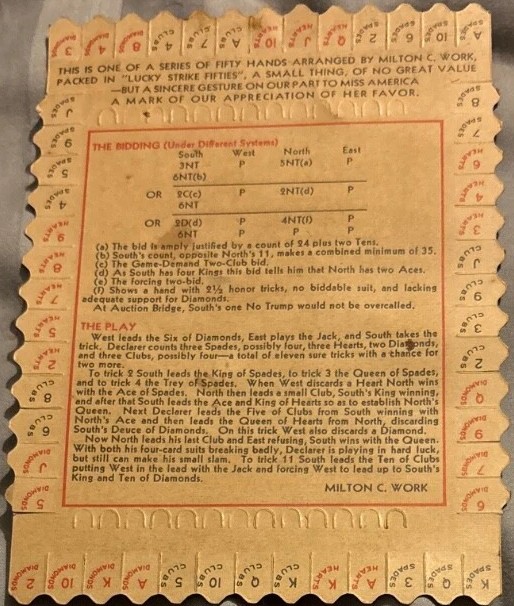 THIS IS ONE OF A SERIES OF FIFTY HANDS ARRANGED BY MILTON C. WORK,
PACKED IN "LUCKY STRIKE FIFTIES", A SMALL THING, OF NO GREAT VALUE
—BUT A SINCERE GESTURE ON OUR PART TO MISS AMERICA
A MARK OF OUR APPRECIATION OF HER FAVOR.
THE BIDDING (Under Different Systems)
South West North East
3NT P 5NT(a) P
6NT(b)
OR 2C(c) P 2NT(d) P
6NT
OR 2D(d) P 4NT(f) P
6NT P P P
(a) The bid is amply justified by a count of 24 plus two Tens.
(b) South's count, opposite North's 11, makes a combined minimum of 35.
(c) The Game-Demand Two-Club bid.
(d) As South has four Kings this bid tells him that North has two Aces.
(e) The forcing two-bid.
(f) Shows a hand with 2½ honor tricks, no biddable suit, and lacking
adequate support for Diamonds.
At Auction Bridge, South's one No Trump would not be overcalled.
THE PLAY
West leads the Six of Diamonds, East plays the Jack, and South takes the
trick. Declarer counts three Spades, possibly four, three Hearts, two Diamonds,
and three Clubs, possibly four—a total of eleven sure tricks with a chance for
two more.
To trick 2 South leads the King of Spades, to trick 3 the Queen of Spades,
and to trick 4 the Trey of Spades. When West discards a Heart North wins
with the Ace of Spades. North then leads a small Club, South's King winning,
and after that South leads the Ace and King of Hearts so as to establish North's
Queen. Next Declarer leads the Five of Clubs from South winning with
North's Ace and then leads the Queen of Hearts from North, discarding
South's Deuce of Diamonds. On this trick West also discards a Diamond.
Now North leads his last Club and East refusing, South wins with the Queen.
With both his four-card suits breaking badly, Declarer is playing in hard luck,
but still can make his small slam. To trick 11 South leads the Ten of Clubs
putting West in the lead with the Jack and forcing West to lead up to South's
King and Ten of Diamonds.
MILTON C. WORK